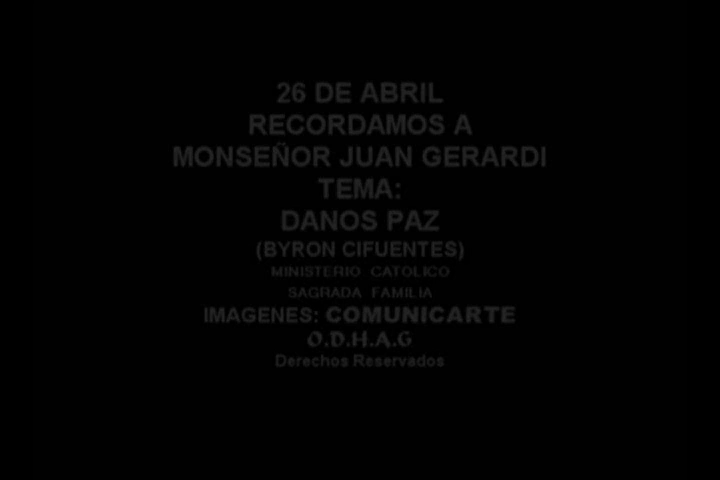 26 DE ABRIL
RECORDAMOS A
MONSEÑOR JUAN GERARDI
TEMA:
DANOS PAZ
(BYRON CIFUENTES)
MINISTERIO CATOLICO
SAGRADA FAMILIA
IMAGENES: COMUNICARTE
O.D.H.A.G
Derechos Reservados